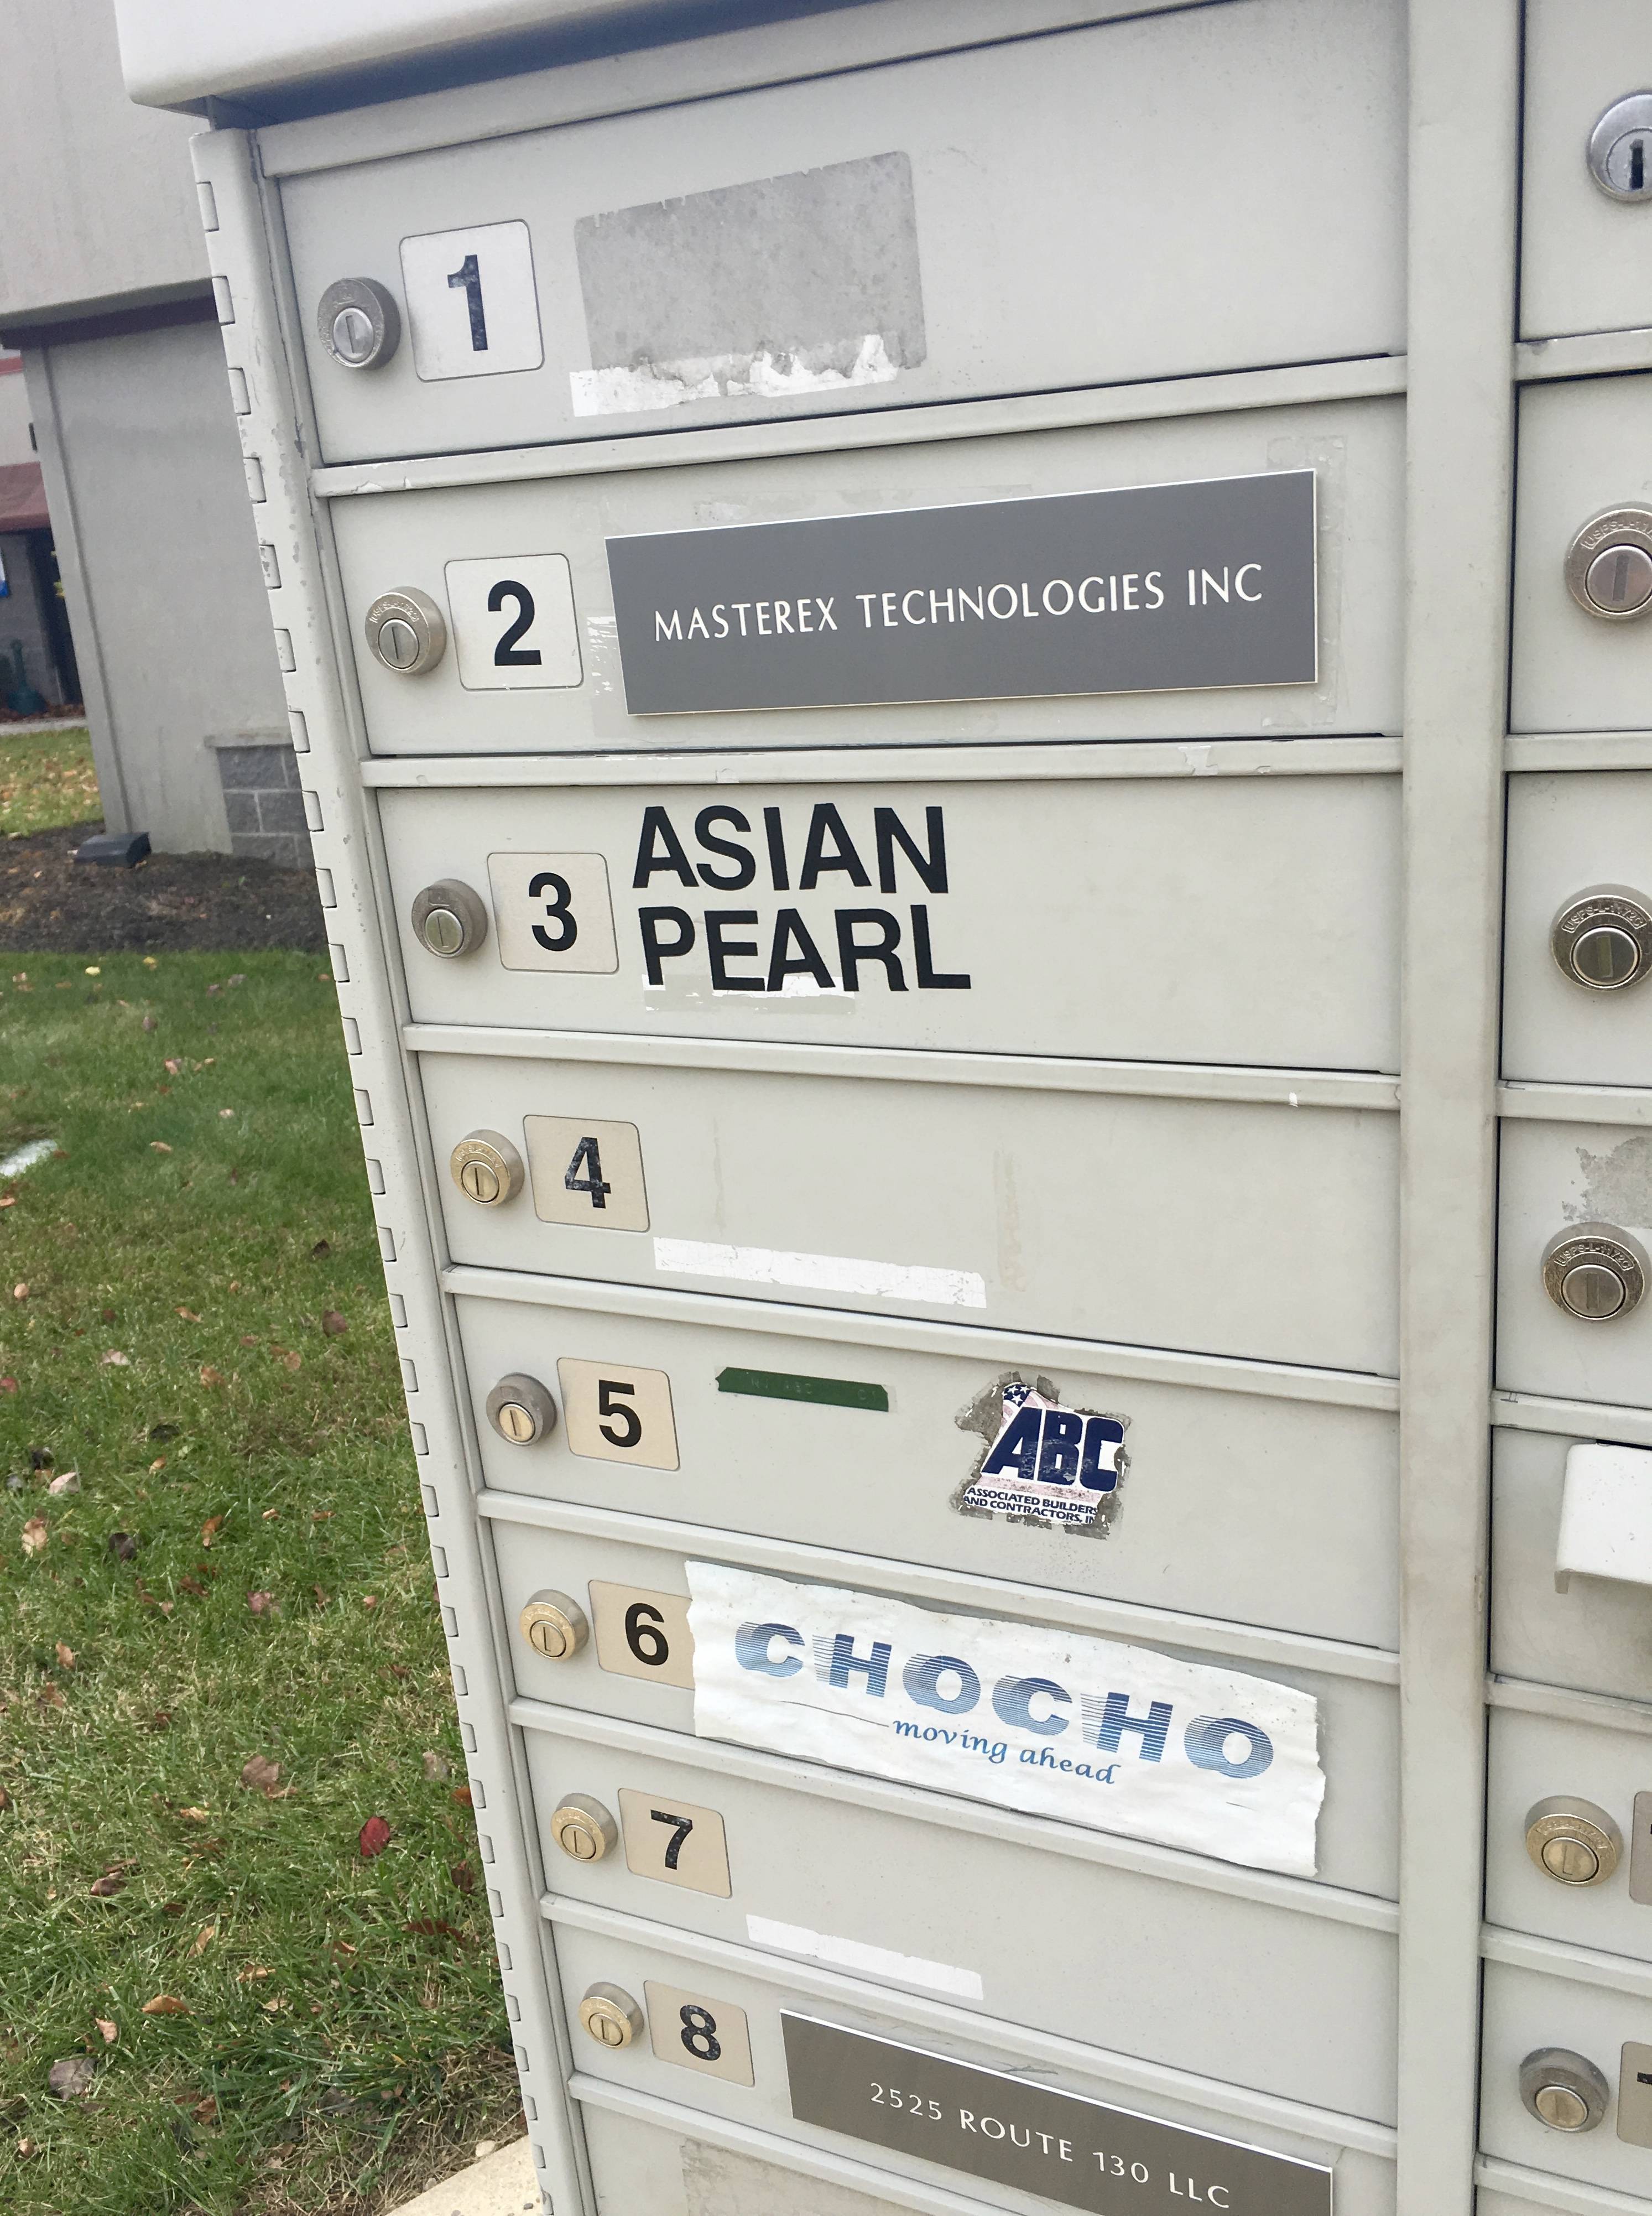 1
2
MASTEREX TECHNOLOGIES INC
3
ASIAN
PEARL
4
5
ABC
ASSOCIATED BUILDERS
AND CONTRACTORS,
6
CHOCHO
moving ahead
7
8
2525 ROUTE 130 LLC